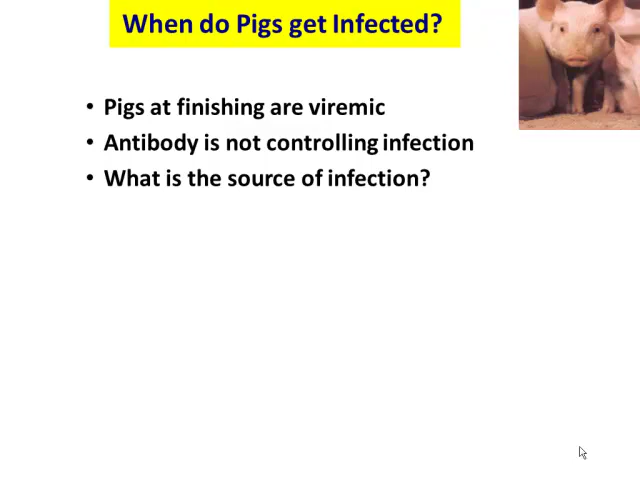 When do Pigs get Infected?
• Pigs at finishing are viremic
• Antibody is not controlling infection
• What is the source of infection?